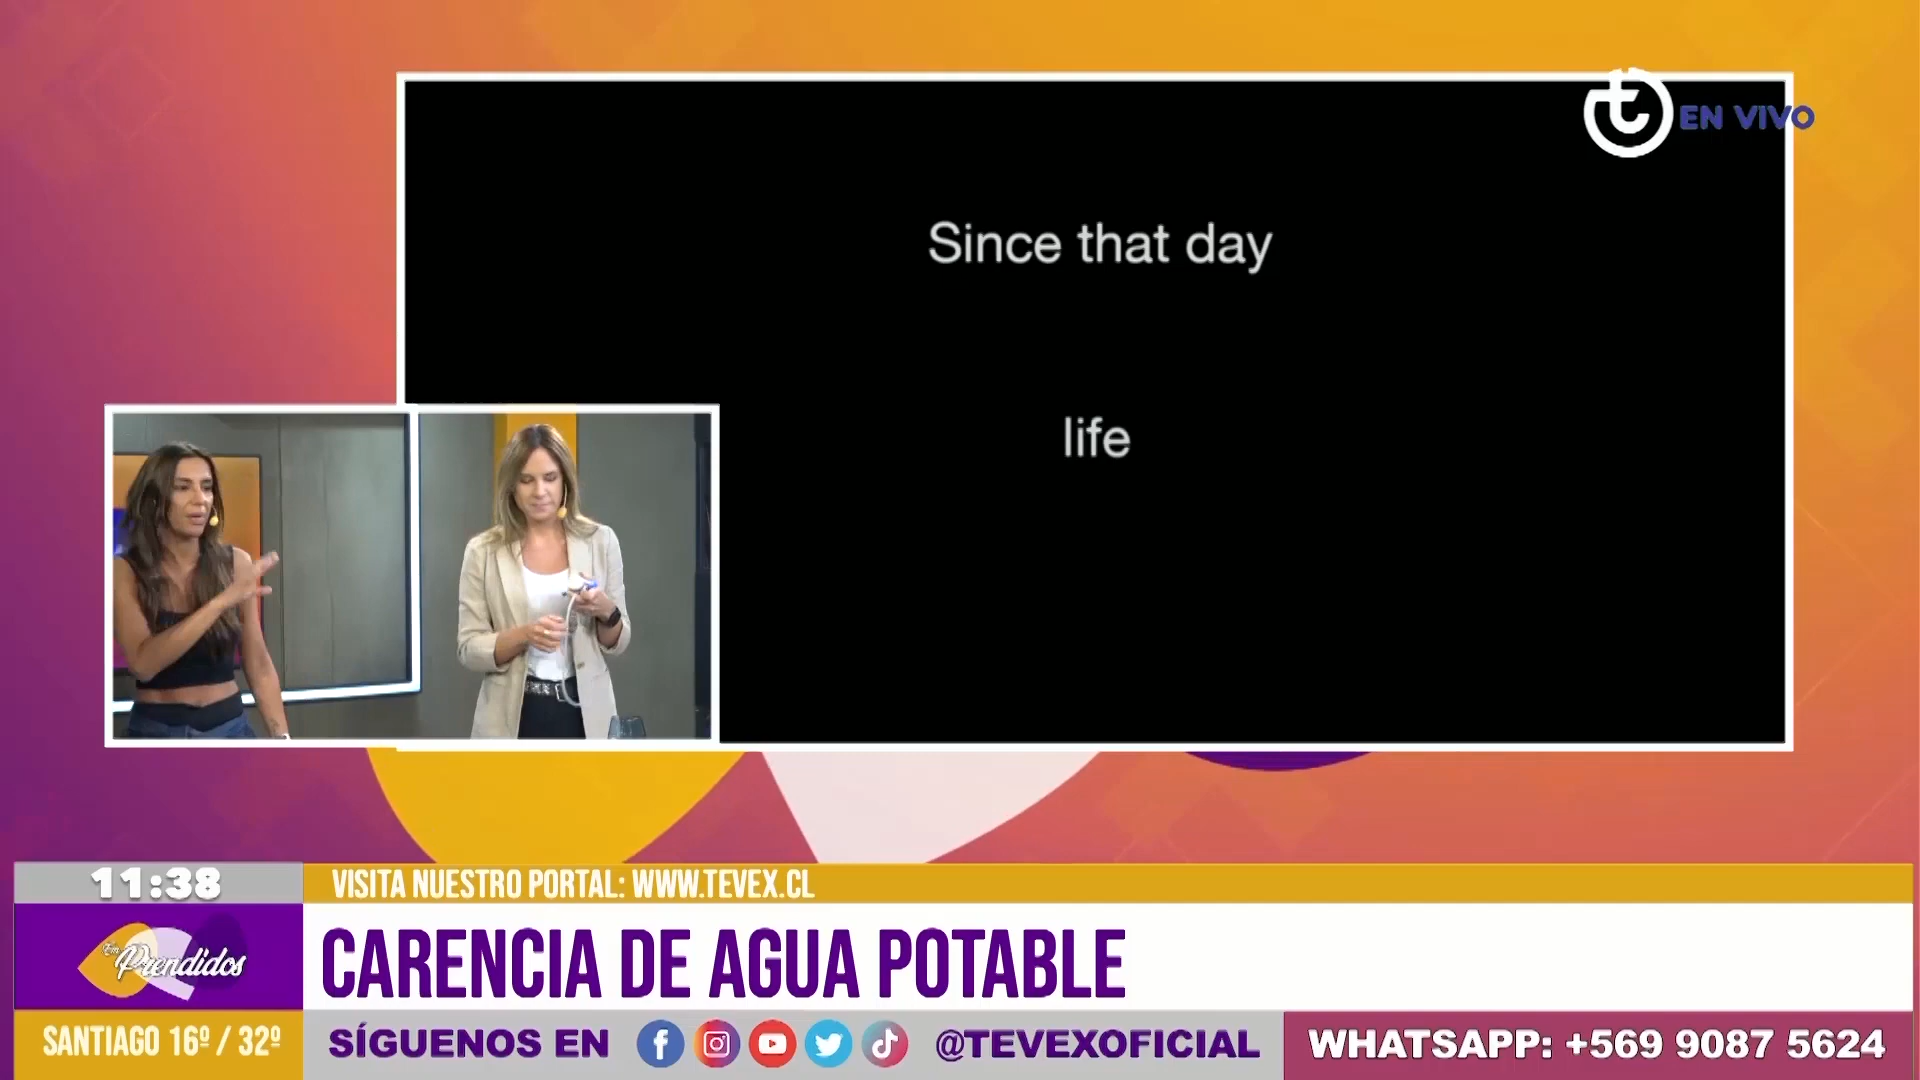 EN VIVO
Since that day
life
11:38
VISITA NUESTRO PORTAL: WWW.TEVEX.CL
Em
Prendidos
CARENCIA DE AGUA POTABLE
SANTIAGO 16º / 32º
SÍGUENOS EN
@TEVEXOFICIAL
WHATSAPP: +569 9087 5624